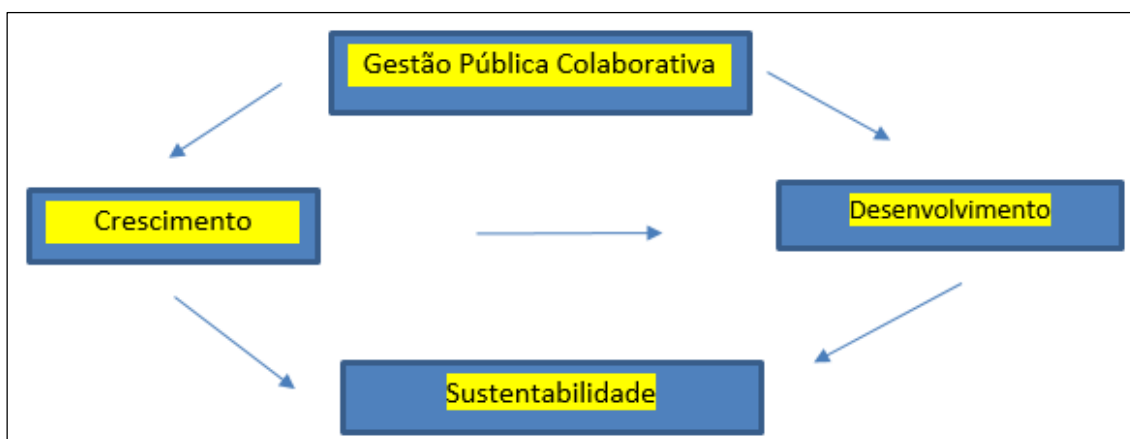 Gestão Pública Colaborativa
Crescimento
Desenvolvimento
Sustentabilidade